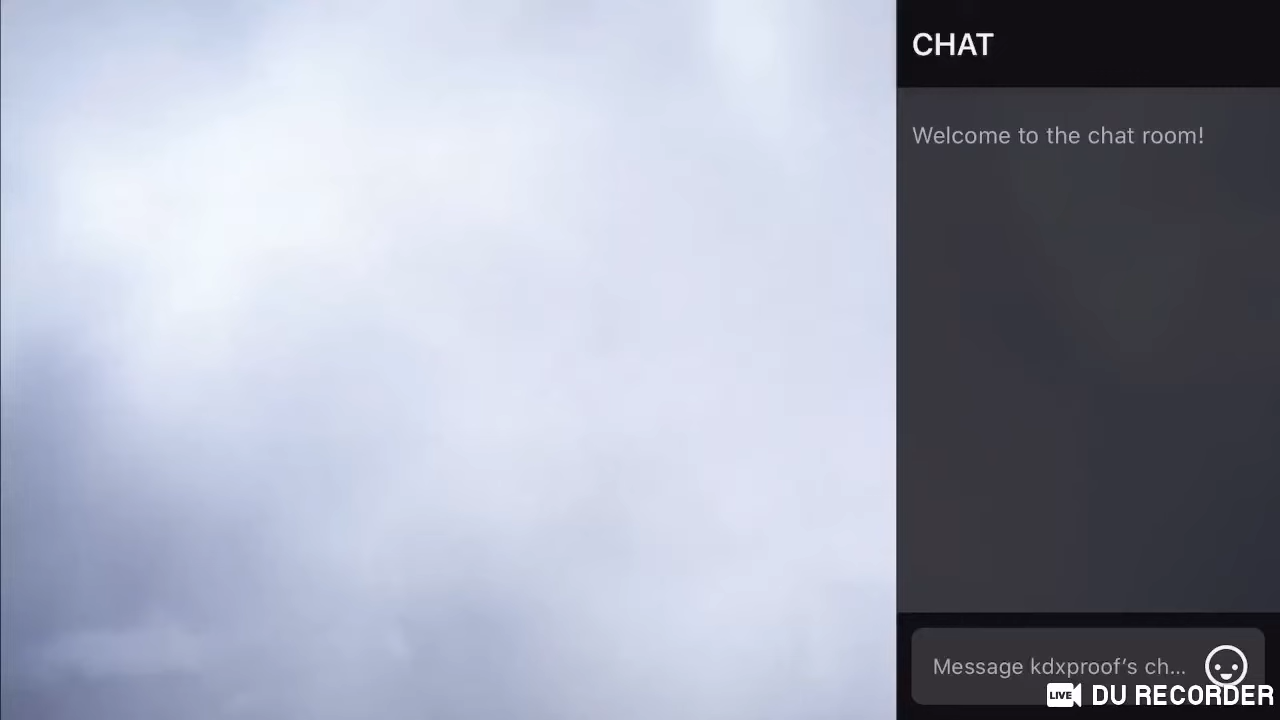 CHAT
Welcome to the chat room!
Message kdxproof's ch...
LIVE DU RECORDER